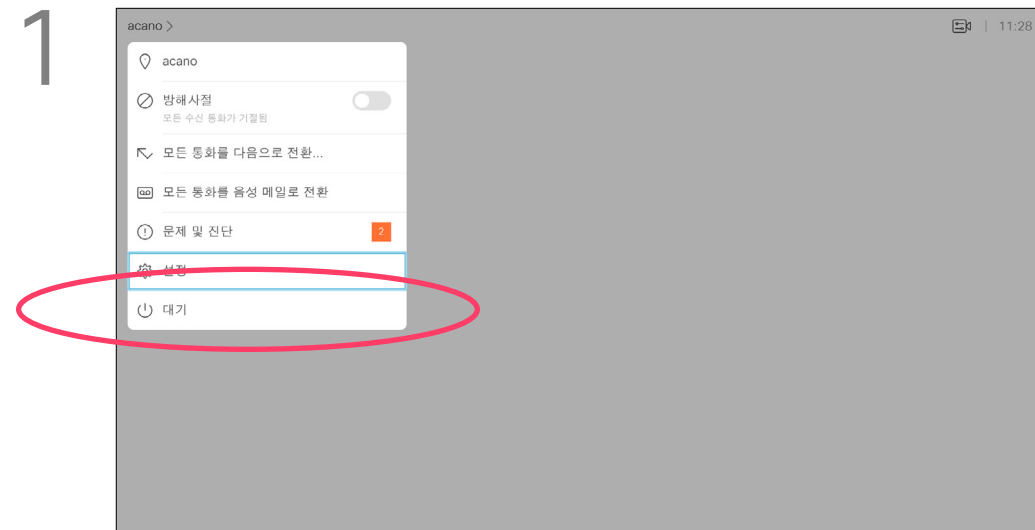 1
acano >
11:28
acano
방해사절
모든 수신 통화가 기절됨
모든 통화를 다음으로 전환...
모든 통화를 음성 메일로 전환
문제 및 진단
2
설정
대기